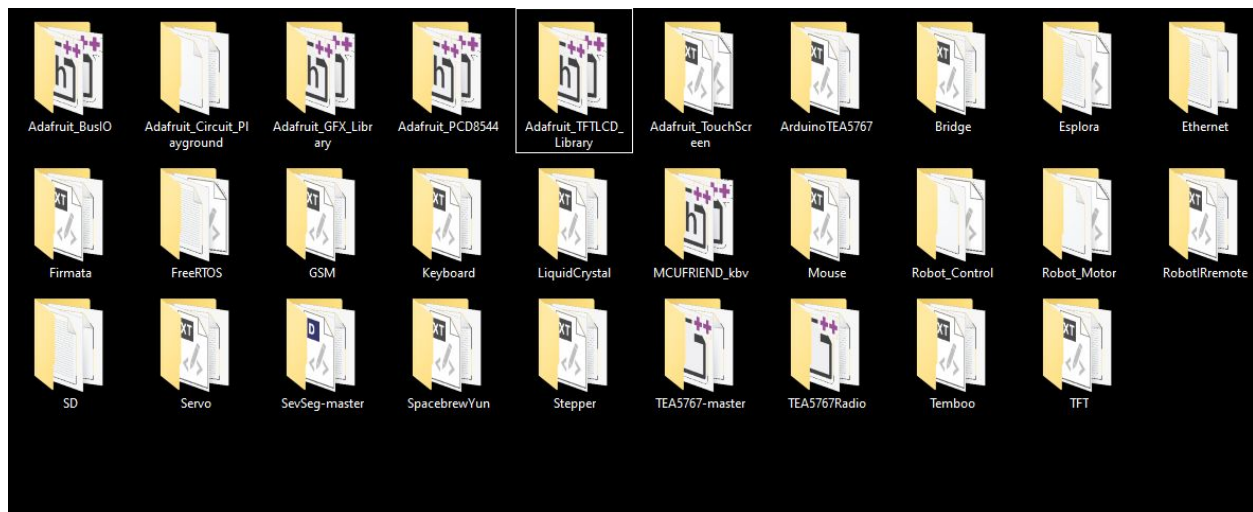 Adafruit_BusIO
Adafruit_Circuit_Pl
ayground
Adafruit_GFX_Libr
ary
Adafruit_PCD8544
Adafruit_TFTLCD_
Library
Adafruit_TouchScr
een
ArduinoTEA5767
Bridge
Esplora
Ethernet
Firmata
FreeRTOS
GSM
Keyboard
LiquidCrystal
MCUFRIEND_kbv
Mouse
Robot_Control
Robot_Motor
RobotIRremote
SD
Servo
SevSeg-master
SpacebrewYun
Stepper
TEA5767-master
TEA5767Radio
Temboo
TFT